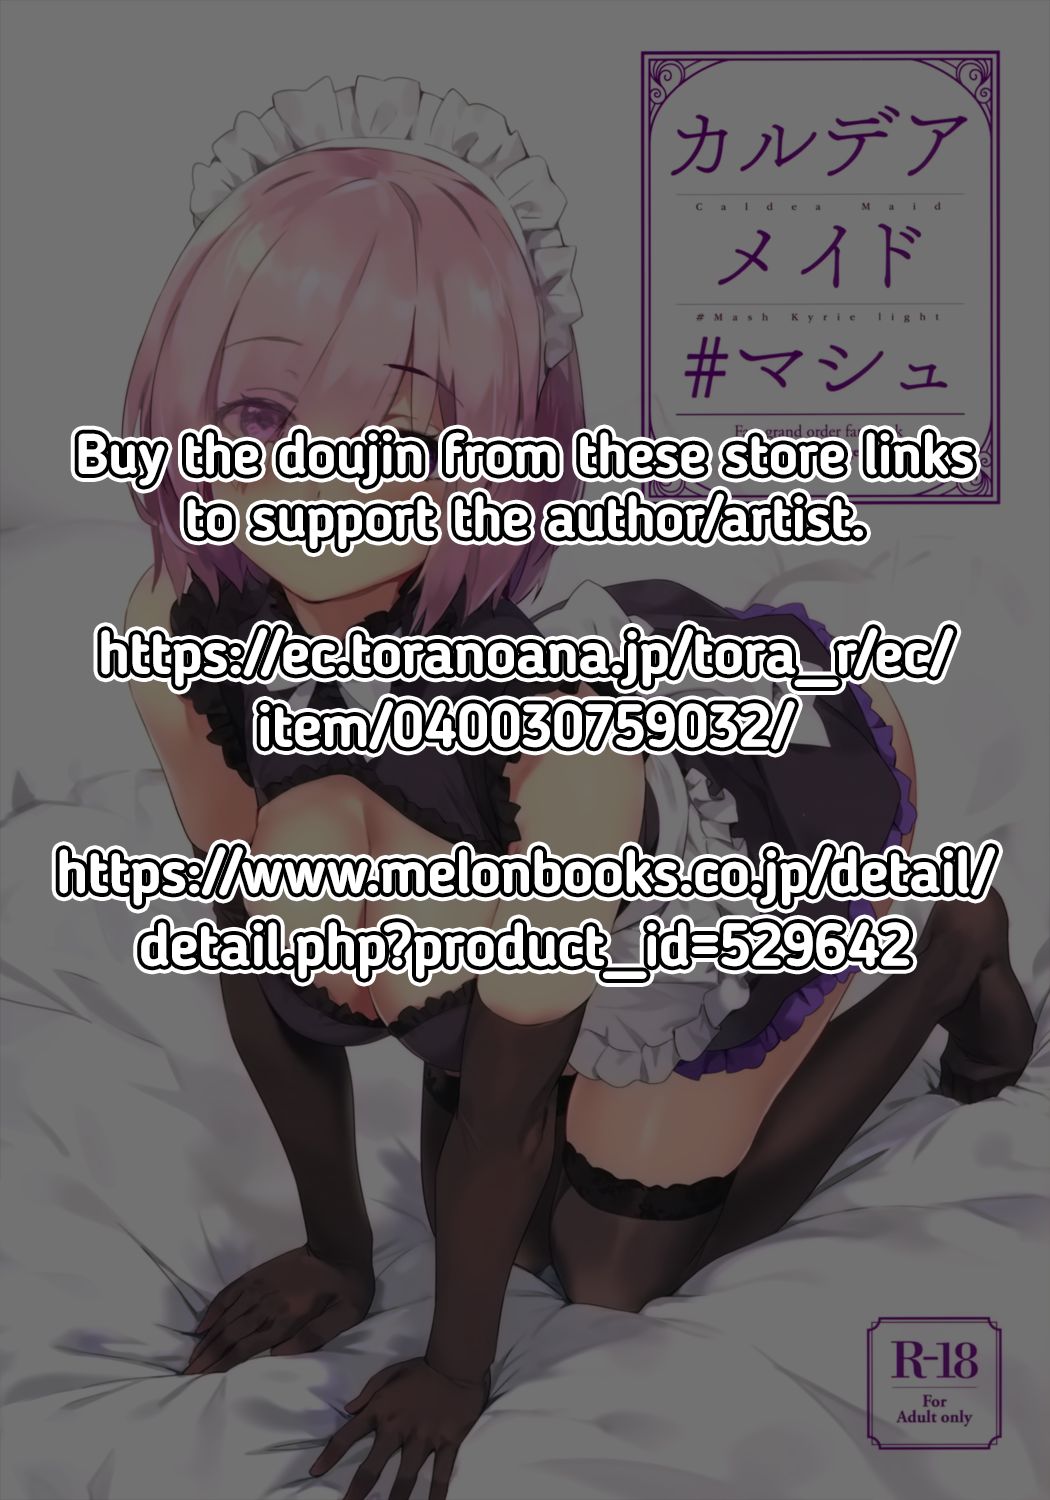 カルデア
Caldea Maid
メイド
#Mash Kyrie light
#マシュ
Buy the doujin from these store links
to support the author/artist.
https://ec.toranoana.jp/tora_r/ec/
item/040030759032/
https://www.melonbooks.co.jp/detail/
detail.php?product_id=529642
R-18
For
Adult only